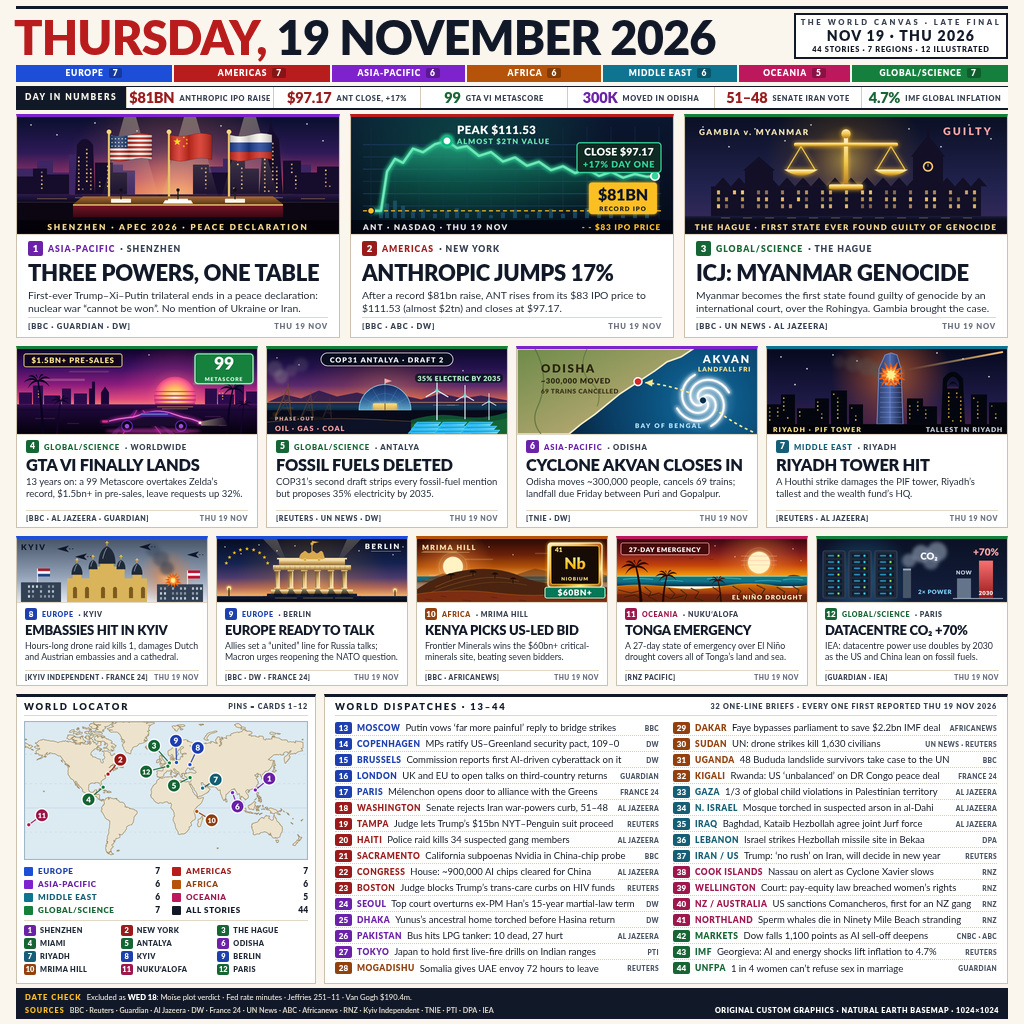 THURSDAY, 19 NOVEMBER 2026
THE WORLD CANVAS · LATE FINAL
NOV 19 · THU 2026
44 STORIES · 7 REGIONS · 12 ILLUSTRATED
EUROPE 7 AMERICAS 7 ASIA-PACIFIC 6 AFRICA 6 MIDDLE EAST 6 OCEANIA 5 GLOBAL/SCIENCE 7
DAY IN NUMBERS $81BN ANTHROPIC IPO RAISE $97.17 ANT CLOSE, +17% 99 GTA VI METASCORE 300K MOVED IN ODISHA 51–48 SENATE IRAN VOTE 4.7% IMF GLOBAL INFLATION
SHENZHEN · APEC 2026 · PEACE DECLARATION
1 ASIA-PACIFIC · SHENZHEN
THREE POWERS, ONE TABLE
First-ever Trump–Xi–Putin trilateral ends in a peace declaration:
nuclear war “cannot be won”. No mention of Ukraine or Iran.
[BBC · GUARDIAN · DW] THU 19 NOV
PEAK $111.53
ALMOST $2TN VALUE
CLOSE $97.17
+17% DAY ONE
$81BN
RECORD IPO
ANT · NASDAQ · THU 19 NOV - - $83 IPO PRICE
2 AMERICAS · NEW YORK
ANTHROPIC JUMPS 17%
After a record $81bn raise, ANT rises from its $83 IPO price to
$111.53 (almost $2tn) and closes at $97.17.
[BBC · ABC · DW] THU 19 NOV
GAMBIA v. MYANMAR GUILTY
THE HAGUE · FIRST STATE EVER FOUND GUILTY OF GENOCIDE
3 GLOBAL/SCIENCE · THE HAGUE
ICJ: MYANMAR GENOCIDE
Myanmar becomes the first state found guilty of genocide by an
international court, over the Rohingya. Gambia brought the case.
[BBC · UN NEWS · AL JAZEERA] THU 19 NOV
$1.5BN+ PRE-SALES
99
METASCORE
4 GLOBAL/SCIENCE · WORLDWIDE
GTA VI FINALLY LANDS
13 years on: a 99 Metascore overtakes Zelda’s
record, $1.5bn+ in pre-sales, leave requests up 32%.
[BBC · AL JAZEERA · GUARDIAN] THU 19 NOV
COP31 ANTALYA · DRAFT 2
35% ELECTRIC BY 2035
PHASE-OUT
OIL · GAS · COAL
5 GLOBAL/SCIENCE · ANTALYA
FOSSIL FUELS DELETED
COP31’s second draft strips every fossil-fuel mention
but proposes 35% electricity by 2035.
[REUTERS · UN NEWS · DW] THU 19 NOV
ODISHA
~300,000 MOVED
69 TRAINS CANCELLED
AKVAN
LANDFALL FRI
BAY OF BENGAL
6 ASIA-PACIFIC · ODISHA
CYCLONE AKVAN CLOSES IN
Odisha moves ~300,000 people, cancels 69 trains;
landfall due Friday between Puri and Gopalpur.
[TNIE · DW] THU 19 NOV
RIYADH · PIF TOWER TALLEST IN RIYADH
7 MIDDLE EAST · RIYADH
RIYADH TOWER HIT
A Houthi strike damages the PIF tower, Riyadh’s
tallest and the wealth fund’s HQ.
[REUTERS · AL JAZEERA] THU 19 NOV
KYIV
8 EUROPE · KYIV
EMBASSIES HIT IN KYIV
Hours-long drone raid kills 1, damages Dutch
and Austrian embassies and a cathedral.
[KYIV INDEPENDENT · FRANCE 24] THU 19 NOV
BERLIN
9 EUROPE · BERLIN
EUROPE READY TO TALK
Allies set a “united” line for Russia talks;
Macron urges reopening the NATO question.
[BBC · DW · FRANCE 24] THU 19 NOV
MRIMA HILL
41
Nb
NIOBIUM
$60BN+
10 AFRICA · MRIMA HILL
KENYA PICKS US-LED BID
Frontier Minerals wins the $60bn+ critical-
minerals site, beating seven bidders.
[BBC · AFRICANEWS] THU 19 NOV
27-DAY EMERGENCY
EL NIÑO DROUGHT
11 OCEANIA · NUKU'ALOFA
TONGA EMERGENCY
A 27-day state of emergency over El Niño
drought covers all of Tonga’s land and sea.
[RNZ PACIFIC] THU 19 NOV
CO₂
+70%
NOW
2× POWER
2030
12 GLOBAL/SCIENCE · PARIS
DATACENTRE CO₂ +70%
IEA: datacentre power use doubles by 2030
as the US and China lean on fossil fuels.
[GUARDIAN · IEA] THU 19 NOV
WORLD LOCATOR PINS = CARDS 1–12
3 9 8 2 12 5 7 1 4 6 11 10
EUROPE 7 AMERICAS 7
ASIA-PACIFIC 6 AFRICA 6
MIDDLE EAST 6 OCEANIA 5
GLOBAL/SCIENCE 7 ALL STORIES 44
1 SHENZHEN 2 NEW YORK 3 THE HAGUE
4 MIAMI 5 ANTALYA 6 ODISHA
7 RIYADH 8 KYIV 9 BERLIN
10 MRIMA HILL 11 NUKU'ALOFA 12 PARIS
WORLD DISPATCHES · 13–44 32 ONE-LINE BRIEFS · EVERY ONE FIRST REPORTED THU 19 NOV 2026
13 MOSCOW Putin vows ‘far more painful’ reply to bridge strikes BBC
14 COPENHAGEN MPs ratify US–Greenland security pact, 109–0 DW
15 BRUSSELS Commission reports first AI-driven cyberattack on it DW
16 LONDON UK and EU to open talks on third-country returns GUARDIAN
17 PARIS Mélenchon opens door to alliance with the Greens FRANCE 24
18 WASHINGTON Senate rejects Iran war-powers curb, 51–48 AL JAZEERA
19 TAMPA Judge lets Trump’s $15bn NYT–Penguin suit proceed REUTERS
20 HAITI Police raid kills 34 suspected gang members AL JAZEERA
21 SACRAMENTO California subpoenas Nvidia in China-chip probe BBC
22 CONGRESS House: ~900,000 AI chips cleared for China AL JAZEERA
23 BOSTON Judge blocks Trump’s trans-care curbs on HIV funds REUTERS
24 SEOUL Top court overturns ex-PM Han’s 15-year martial-law term DW
25 DHAKA Yunus’s ancestral home torched before Hasina return DW
26 PAKISTAN Bus hits LPG tanker: 10 dead, 27 hurt AL JAZEERA
27 TOKYO Japan to hold first live-fire drills on Indian ranges PTI
28 MOGADISHU Somalia gives UAE envoy 72 hours to leave REUTERS
29 DAKAR Faye bypasses parliament to save $2.2bn IMF deal AFRICANEWS
30 SUDAN UN: drone strikes kill 1,630 civilians UN NEWS · REUTERS
31 UGANDA 48 Bududa landslide survivors take case to the UN BBC
32 KIGALI Rwanda: US ‘unbalanced’ on DR Congo peace deal FRANCE 24
33 GAZA 1/3 of global child violations in Palestinian territory AL JAZEERA
34 N. ISRAEL Mosque torched in suspected arson in al-Dahi AL JAZEERA
35 IRAQ Baghdad, Kataib Hezbollah agree joint Jurf force AL JAZEERA
36 LEBANON Israel strikes Hezbollah missile site in Bekaa DPA
37 IRAN / US Trump: ‘no rush’ on Iran, will decide in new year REUTERS
38 COOK ISLANDS Nassau on alert as Cyclone Xavier slows RNZ
39 WELLINGTON Court: pay-equity law breached women’s rights RNZ
40 NZ / AUSTRALIA US sanctions Comancheros, first for an NZ gang RNZ
41 NORTHLAND Sperm whales die in Ninety Mile Beach stranding RNZ
42 MARKETS Dow falls 1,100 points as AI sell-off deepens CNBC · ABC
43 IMF Georgieva: AI and energy shocks lift inflation to 4.7% REUTERS
44 UNFPA 1 in 4 women can’t refuse sex in marriage GUARDIAN
DATE CHECK Excluded as WED 18: Moïse plot verdict · Fed rate minutes · Jeffries 251–11 · Van Gogh $190.4m.
SOURCES BBC · Reuters · Guardian · Al Jazeera · DW · France 24 · UN News · ABC · Africanews · RNZ · Kyiv Independent · TNIE · PTI · DPA · IEA
ORIGINAL CUSTOM GRAPHICS · NATURAL EARTH BASEMAP · 1024×1024